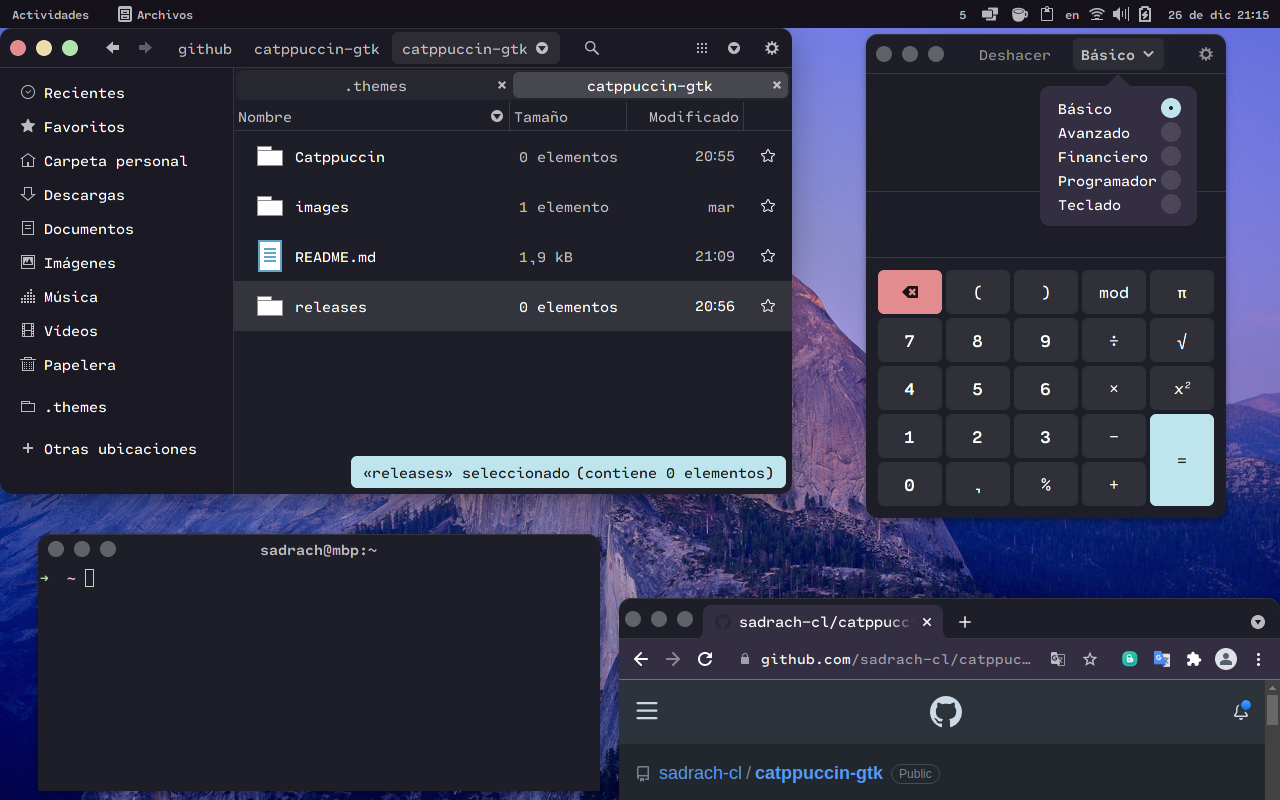 Actividades Archivos 5 en 26 de dic 21:15
github catppuccin-gtk catppuccin-gtk
Recientes
Favoritos
Carpeta personal
Descargas
Documentos
Imágenes
Música
Vídeos
Papelera
.themes
Otras ubicaciones
.themes catppuccin-gtk
Nombre Tamaño Modificado
Catppuccin 0 elementos 20:55
images 1 elemento mar
README.md 1,9 kB 21:09
releases 0 elementos 20:56
«releases» seleccionado (contiene 0 elementos)
Deshacer Básico
Básico
Avanzado
Financiero
Programador
Teclado
( ) mod π
7 8 9 ÷ √
4 5 6 × x²
1 2 3 − =
0 , % +
sadrach@mbp:~
➜ ~
sadrach-cl/catppucc
github.com/sadrach-cl/catppuc…
sadrach-cl / catppuccin-gtk Public